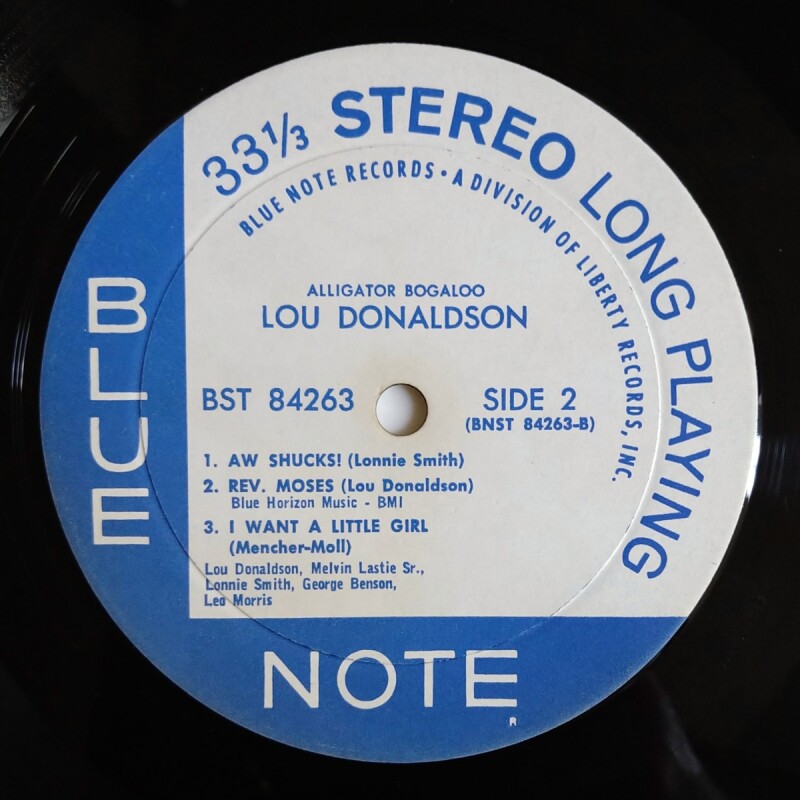 33⅓ STEREO LONG PLAYING
BLUE NOTE RECORDS • A DIVISION OF LIBERTY RECORDS, INC.
ALLIGATOR BOGALOO
LOU DONALDSON
BST 84263
SIDE 2
(BNST 84263-B)
1. AW SHUCKS! (Lonnie Smith)
2. REV. MOSES (Lou Donaldson)
Blue Horizon Music - BMI
3. I WANT A LITTLE GIRL
(Mencher-Moll)
Lou Donaldson, Melvin Lastie Sr.,
Lonnie Smith, George Benson,
Leo Morris
BLUE
NOTE
R